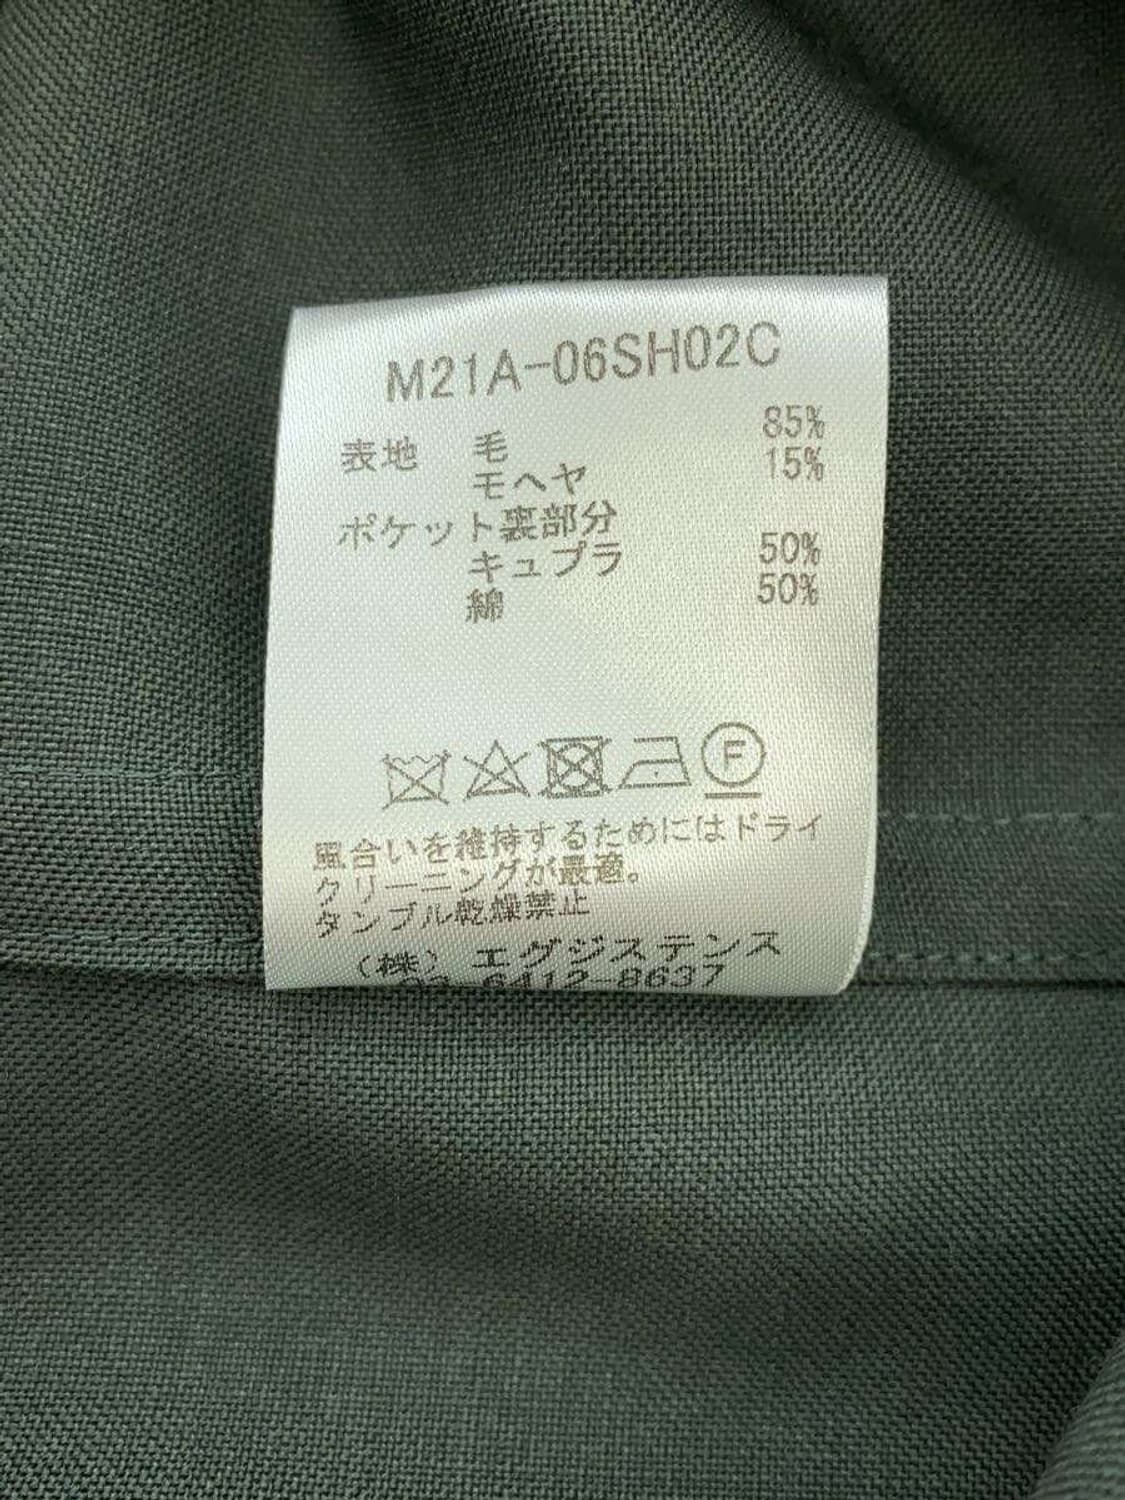 M21A-06SH02C
表地 毛 85%
モヘヤ 15%
ポケット裏部分
キュプラ 50%
綿 50%
F
風合いを維持するためにはドライ
クリーニングが最適。
タンブル乾燥禁止
(株) エグジステンス
03-6412-8637